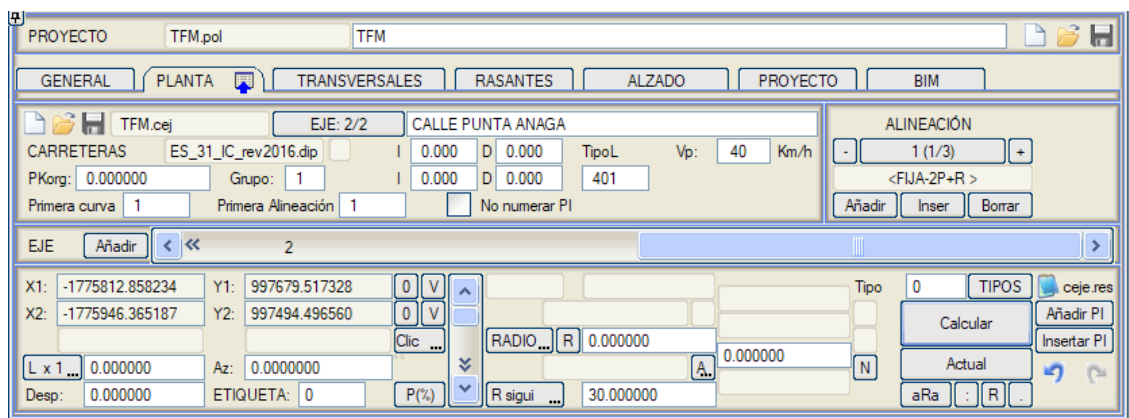 PROYECTO TFM.pol TFM
GENERAL PLANTA TRANSVERSALES RASANTES ALZADO PROYECTO BIM
TFM.cej EJE: 2/2 CALLE PUNTA ANAGA ALINEACIÓN
CARRETERAS ES_31_IC_rev2016.dip I 0.000 D 0.000 TipoL Vp: 40 Km/h - 1 (1/3) +
PKorg: 0.000000 Grupo: 1 I 0.000 D 0.000 401 <FIJA-2P+R >
Primera curva 1 Primera Alineación 1 No numerar PI Añadir Inser Borrar
EJE Añadir < « 2 >
X1: -1775812.858234 Y1: 997679.517328 0 V Tipo 0 TIPOS ceje.res
X2: -1775946.365187 Y2: 997494.496560 0 V Calcular Añadir PI
Clic ... RADIO... R 0.000000 Insertar PI
L x 1 ... 0.000000 Az: 0.0000000 A... 0.000000 N Actual
Desp: 0.000000 ETIQUETA: 0 P(%) R sigui ... 30.000000 aRa : R .